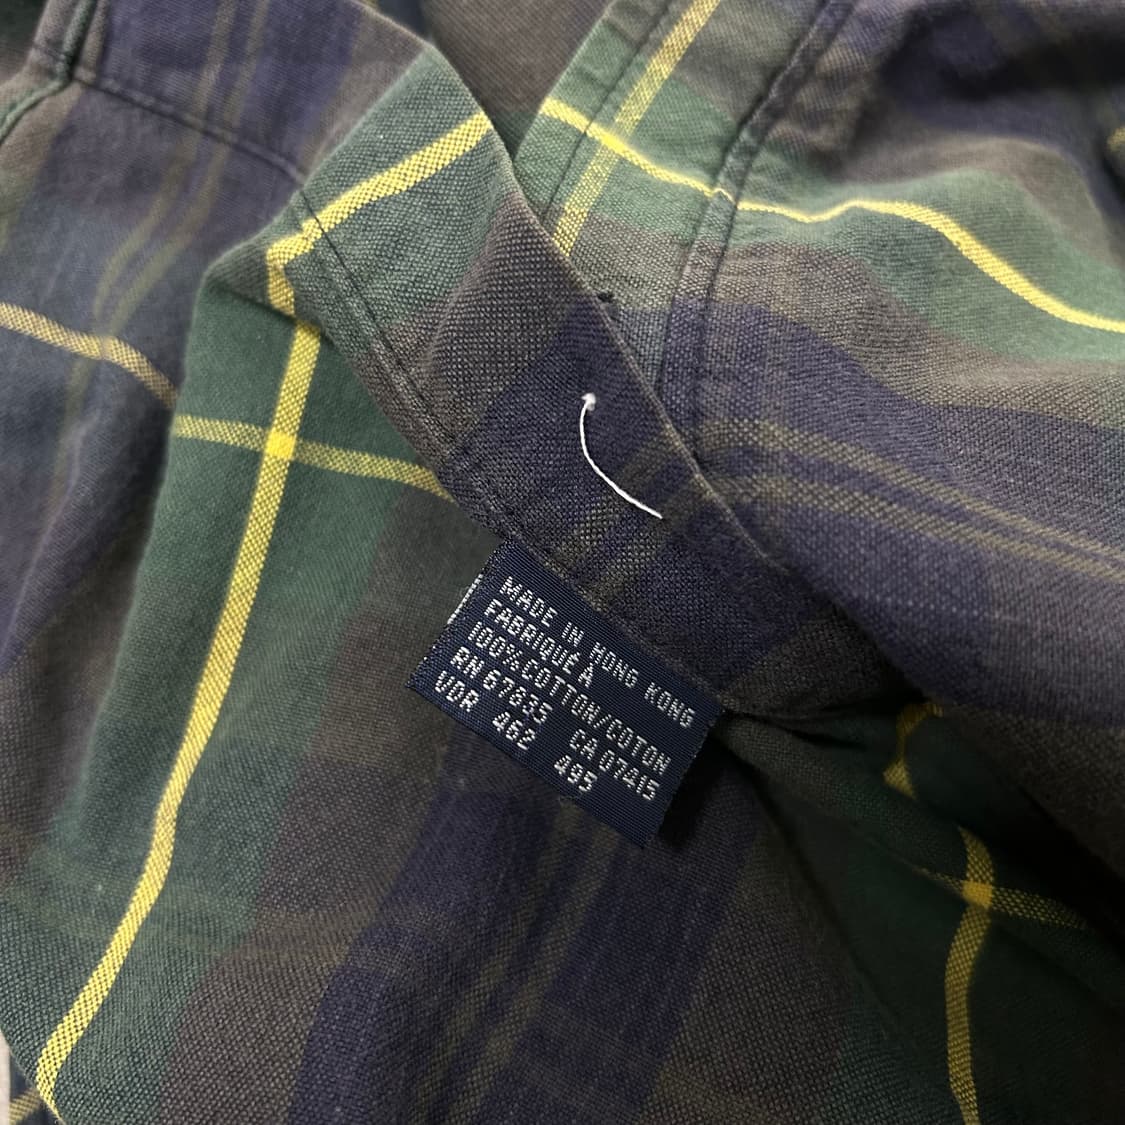 MADE IN HONG KONG
FABRIQUÉ À
100% COTTON/COTON
RN 67835 CA 07415
VDR 462 495